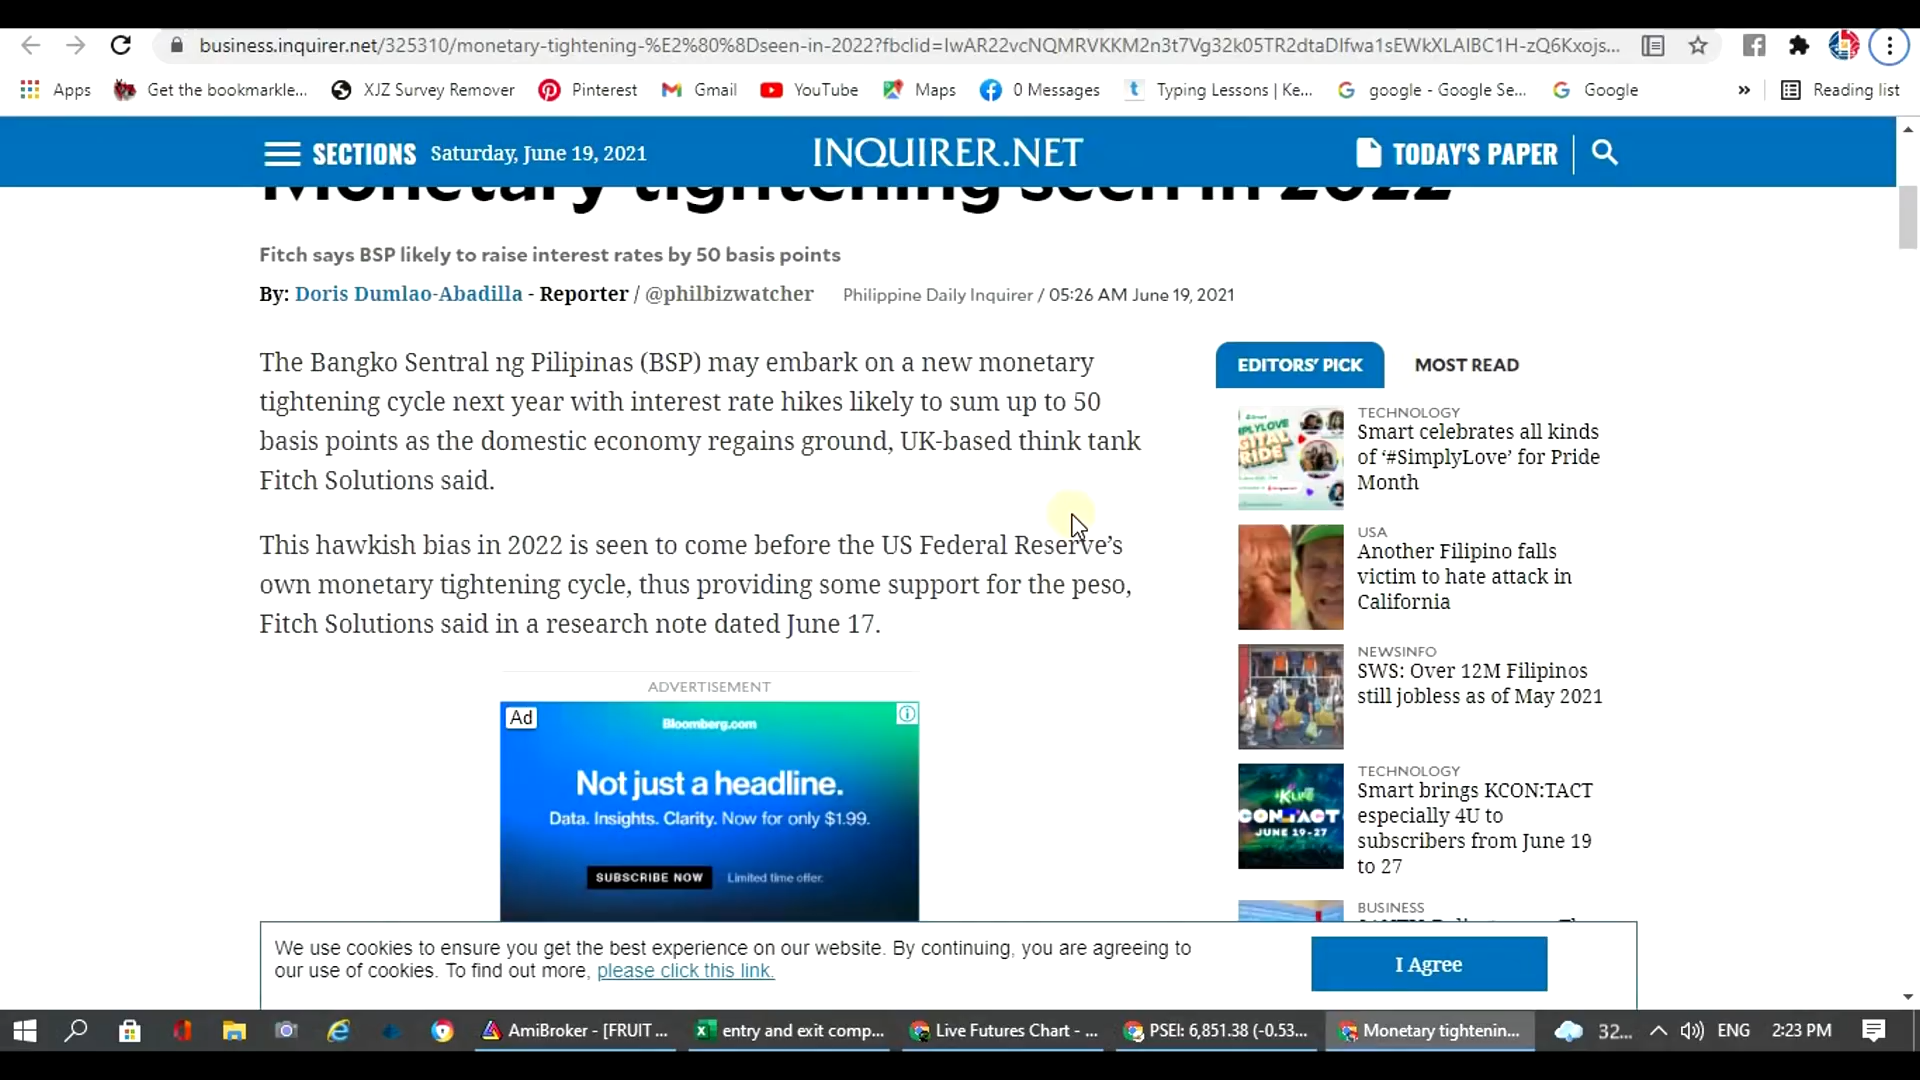 business.inquirer.net/325310/monetary-tightening-%E2%80%8Dseen-in-2022?fbclid=IwAR22vcNQMRVKKM2n3t7Vg32k05TR2dtaDIfwa1sEWkXLAIBC1H-zQ6Kxojs...
Apps Get the bookmarkle... XJZ Survey Remover Pinterest Gmail YouTube Maps 0 Messages Typing Lessons | Ke... google - Google Se... Google » Reading list
SECTIONS Saturday, June 19, 2021 INQUIRER.NET TODAY'S PAPER
Monetary tightening seen in 2022
Fitch says BSP likely to raise interest rates by 50 basis points
By: Doris Dumlao-Abadilla - Reporter / @philbizwatcher Philippine Daily Inquirer / 05:26 AM June 19, 2021
The Bangko Sentral ng Pilipinas (BSP) may embark on a new monetary
tightening cycle next year with interest rate hikes likely to sum up to 50
basis points as the domestic economy regains ground, UK-based think tank
Fitch Solutions said.
This hawkish bias in 2022 is seen to come before the US Federal Reserve's
own monetary tightening cycle, thus providing some support for the peso,
Fitch Solutions said in a research note dated June 17.
ADVERTISEMENT
Ad
Bloomberg.com
Not just a headline.
Data. Insights. Clarity. Now for only $1.99.
SUBSCRIBE NOW Limited time offer.
EDITORS' PICK MOST READ
TECHNOLOGY
Smart celebrates all kinds
of '#SimplyLove' for Pride
Month
USA
Another Filipino falls
victim to hate attack in
California
NEWSINFO
SWS: Over 12M Filipinos
still jobless as of May 2021
CON.TACT
JUNE 19-27
TECHNOLOGY
Smart brings KCON:TACT
especially 4U to
subscribers from June 19
to 27
BUSINESS
We use cookies to ensure you get the best experience on our website. By continuing, you are agreeing to
our use of cookies. To find out more, please click this link.
I Agree
AmiBroker - [FRUIT ... entry and exit comp... Live Futures Chart - ... PSEI: 6,851.38 (-0.53... Monetary tightenin... 32... ENG 2:23 PM